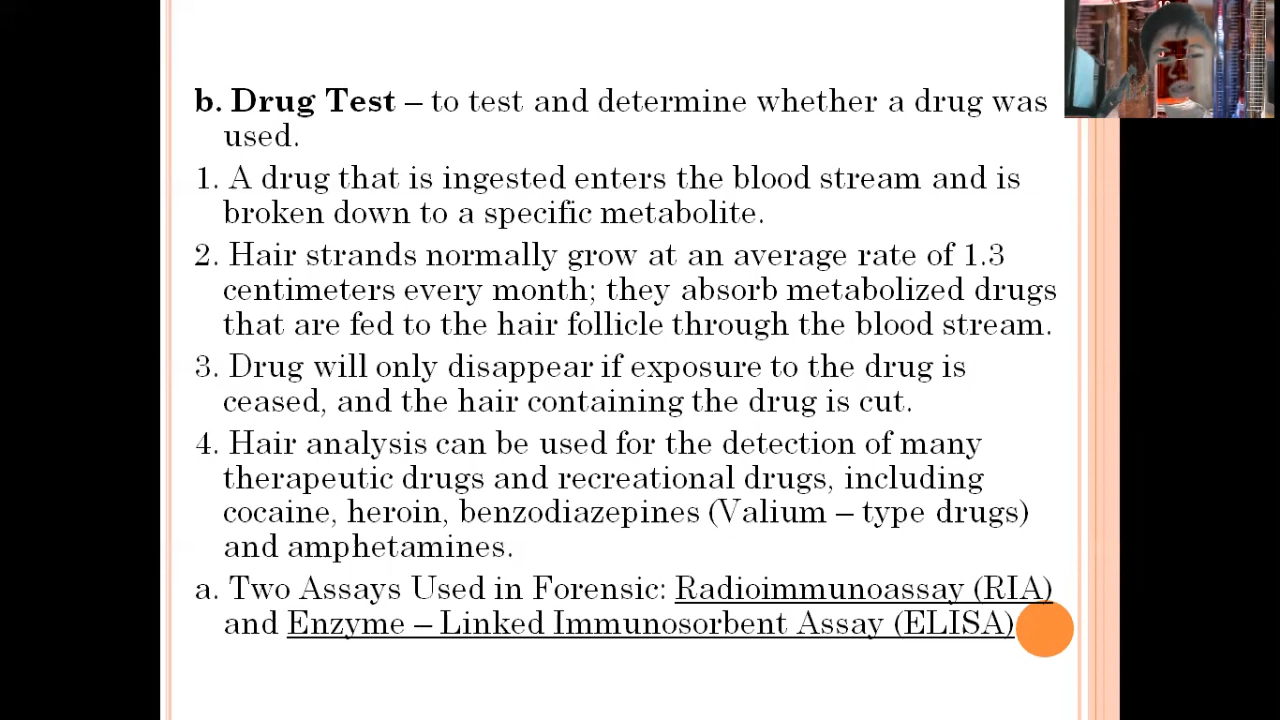 b. Drug Test – to test and determine whether a drug was
used.
1. A drug that is ingested enters the blood stream and is
broken down to a specific metabolite.
2. Hair strands normally grow at an average rate of 1.3
centimeters every month; they absorb metabolized drugs
that are fed to the hair follicle through the blood stream.
3. Drug will only disappear if exposure to the drug is
ceased, and the hair containing the drug is cut.
4. Hair analysis can be used for the detection of many
therapeutic drugs and recreational drugs, including
cocaine, heroin, benzodiazepines (Valium – type drugs)
and amphetamines.
a. Two Assays Used in Forensic: Radioimmunoassay (RIA)
and Enzyme – Linked Immunosorbent Assay (ELISA)